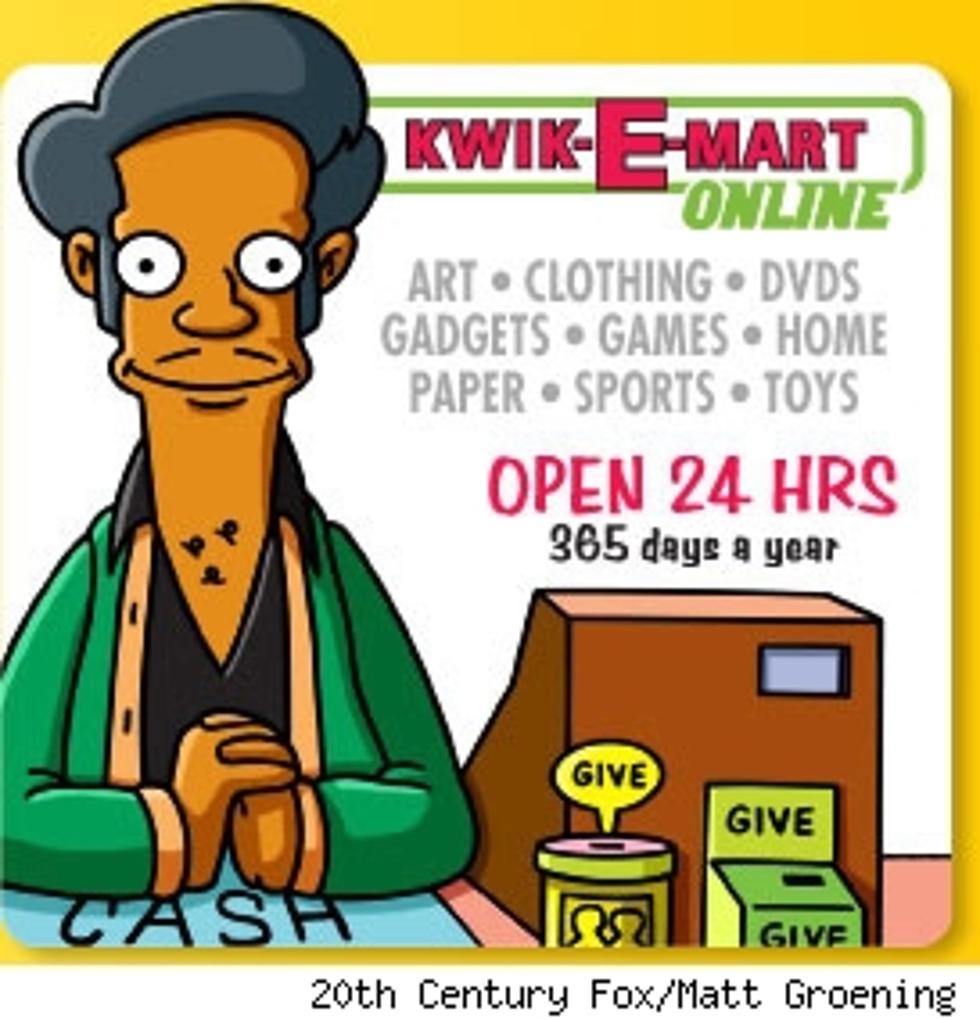 KWIK-E-MART
ONLINE
ART • CLOTHING • DVDS
GADGETS • GAMES • HOME
PAPER • SPORTS • TOYS
OPEN 24 HRS
365 days a year
GIVE
GIVE
GIVE
CASH
20th Century Fox/Matt Groening